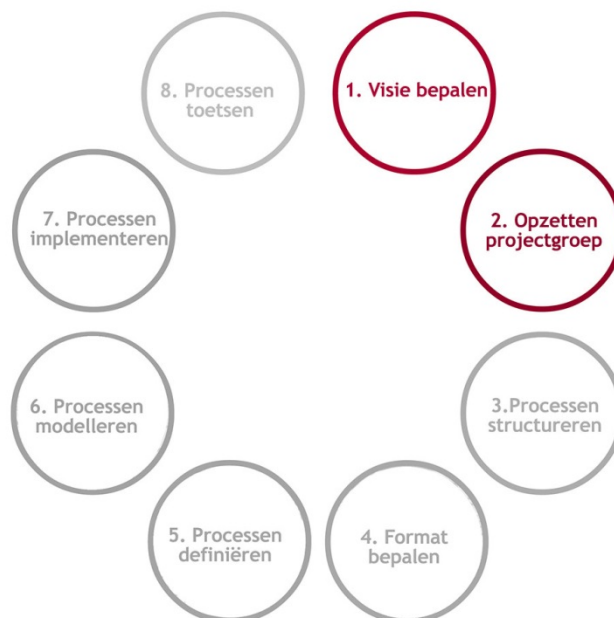 1. Visie bepalen
2. Opzetten
projectgroep
3.Processen
structureren
4. Format
bepalen
5. Processen
definiëren
6. Processen
modelleren
7. Processen
implementeren
8. Processen
toetsen